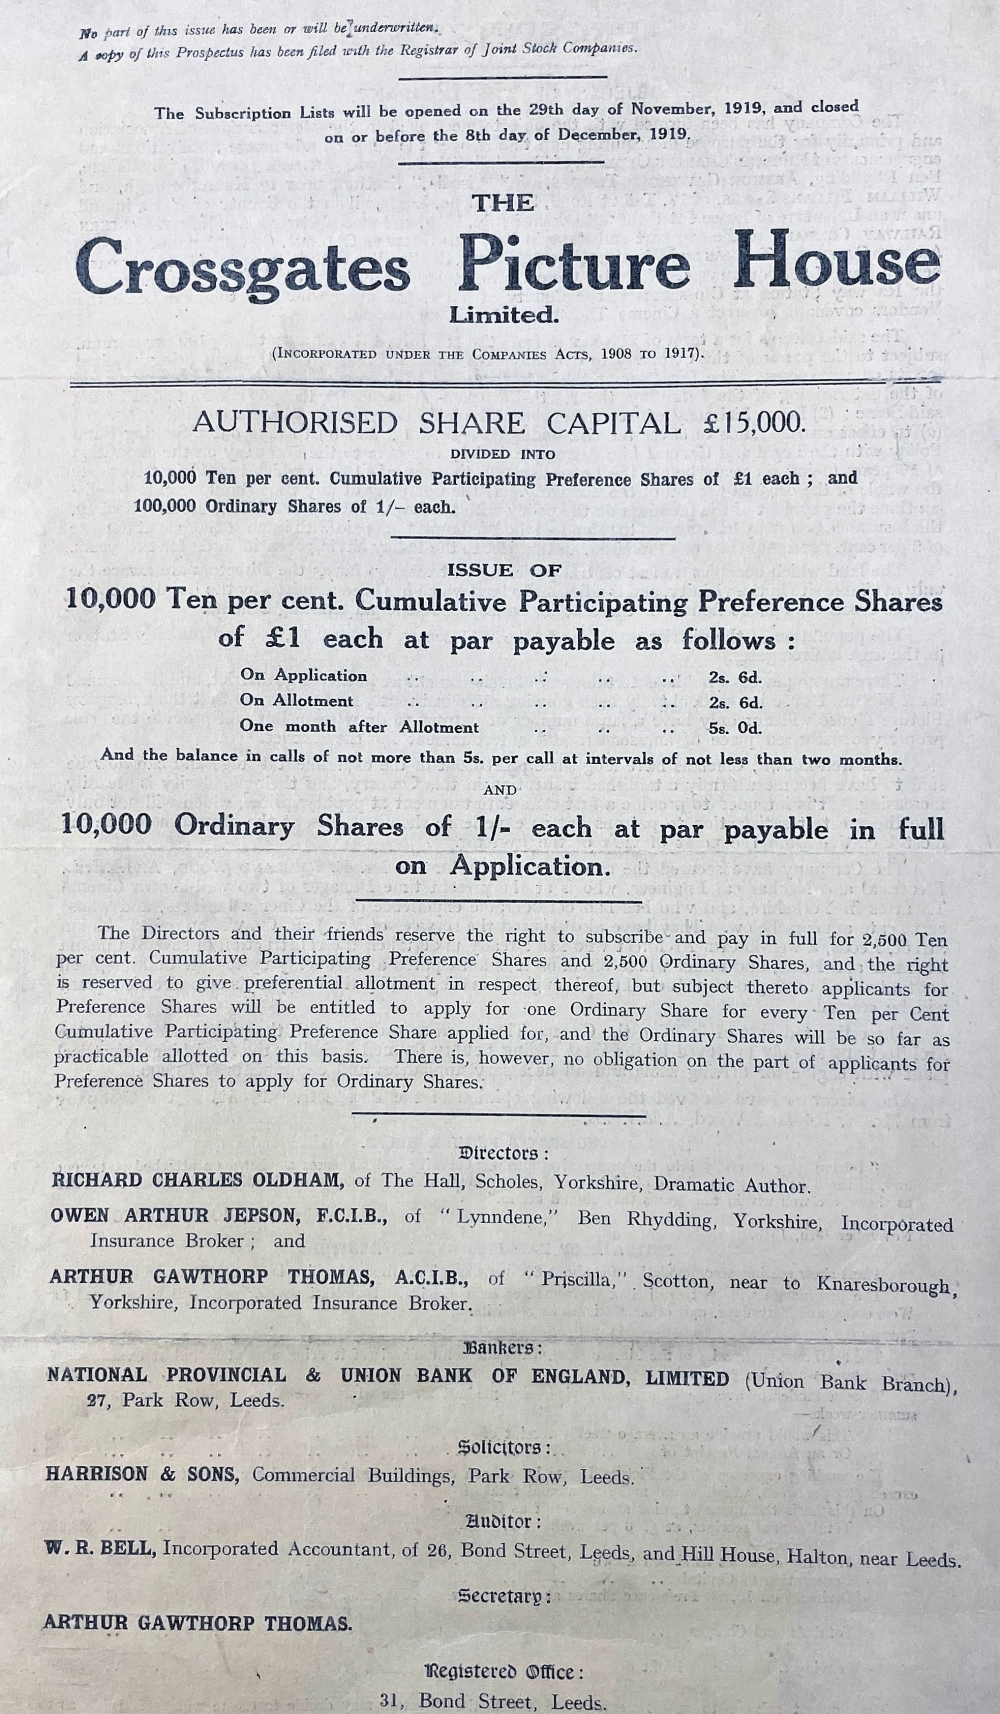 No part of this issue has been or will be underwritten.
A copy of this Prospectus has been filed with the Registrar of Joint Stock Companies.
The Subscription Lists will be opened on the 29th day of November, 1919, and closed
on or before the 8th day of December, 1919.
THE
Crossgates Picture House
Limited.
(INCORPORATED UNDER THE COMPANIES ACTS, 1908 TO 1917).
AUTHORISED SHARE CAPITAL £15,000.
DIVIDED INTO
10,000 Ten per cent. Cumulative Participating Preference Shares of £1 each ; and
100,000 Ordinary Shares of 1/– each.
ISSUE OF
10,000 Ten per cent. Cumulative Participating Preference Shares
of £1 each at par payable as follows :
On Application .. .. .. .. .. 2s. 6d.
On Allotment .. .. .. .. .. 2s. 6d.
One month after Allotment .. .. .. 5s. 0d.
And the balance in calls of not more than 5s. per call at intervals of not less than two months.
AND
10,000 Ordinary Shares of 1/- each at par payable in full
on Application.
The Directors and their friends reserve the right to subscribe and pay in full for 2,500 Ten
per cent. Cumulative Participating Preference Shares and 2,500 Ordinary Shares, and the right
is reserved to give preferential allotment in respect thereof, but subject thereto applicants for
Preference Shares will be entitled to apply for one Ordinary Share for every Ten per Cent
Cumulative Participating Preference Share applied for, and the Ordinary Shares will be so far as
practicable allotted on this basis. There is, however, no obligation on the part of applicants for
Preference Shares to apply for Ordinary Shares.
Directors :
RICHARD CHARLES OLDHAM, of The Hall, Scholes, Yorkshire, Dramatic Author.
OWEN ARTHUR JEPSON, F.C.I.B., of “ Lynndene,” Ben Rhydding, Yorkshire, Incorporated
Insurance Broker ; and
ARTHUR GAWTHORP THOMAS, A.C.I.B., of “ Priscilla,” Scotton, near to Knaresborough,
Yorkshire, Incorporated Insurance Broker.
Bankers :
NATIONAL PROVINCIAL & UNION BANK OF ENGLAND, LIMITED (Union Bank Branch),
27, Park Row, Leeds.
Solicitors :
HARRISON & SONS, Commercial Buildings, Park Row, Leeds.
Auditor :
W. R. BELL, Incorporated Accountant, of 26, Bond Street, Leeds, and Hill House, Halton, near Leeds.
Secretary :
ARTHUR GAWTHORP THOMAS.
Registered Office :
31, Bond Street, Leeds.